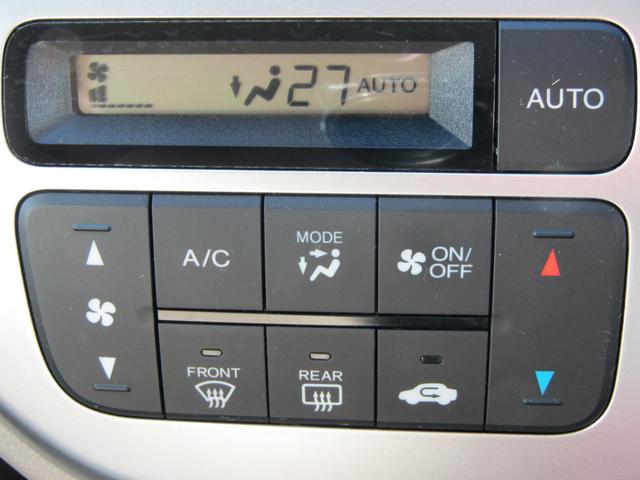 27 AUTO
AUTO
A/C
MODE
ON/
OFF
FRONT
REAR